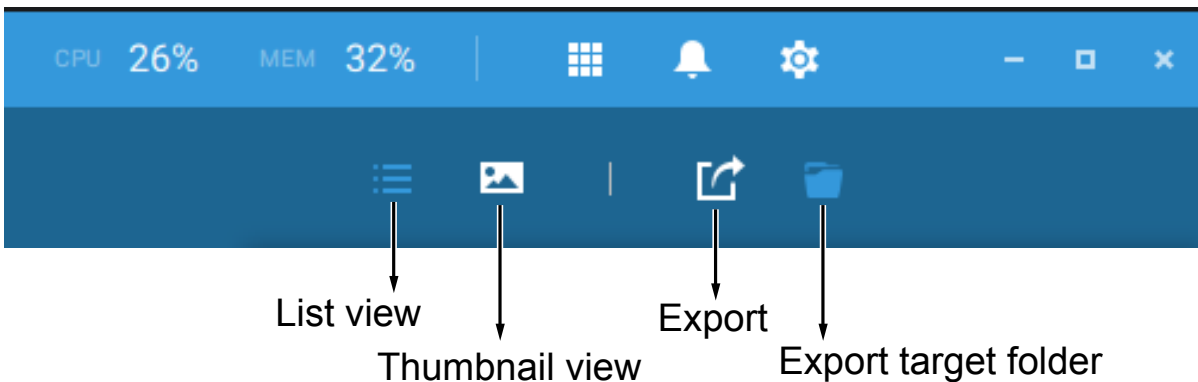 CPU 26% MEM 32%
List view
Export
Thumbnail view
Export target folder